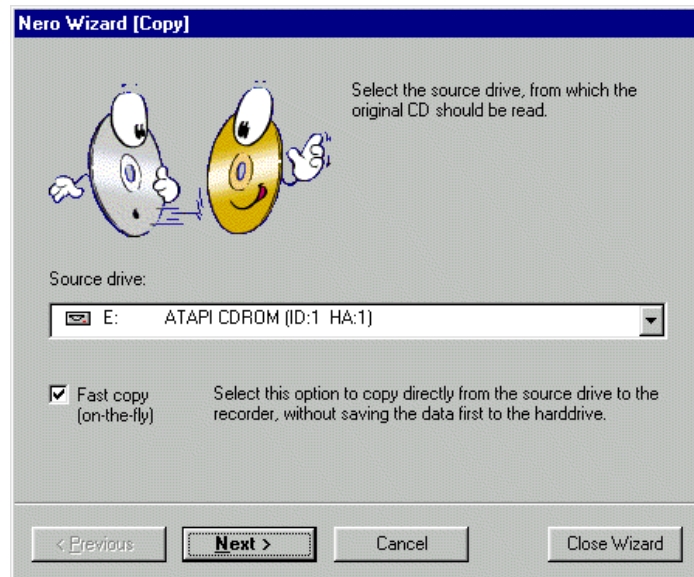 Nero Wizard [Copy]
Select the source drive, from which the
original CD should be read.
Source drive:
E: ATAPI CDROM (ID:1 HA:1)
Fast copy
(on-the-fly)
Select this option to copy directly from the source drive to the
recorder, without saving the data first to the harddrive.
< Previous
Next >
Cancel
Close Wizard